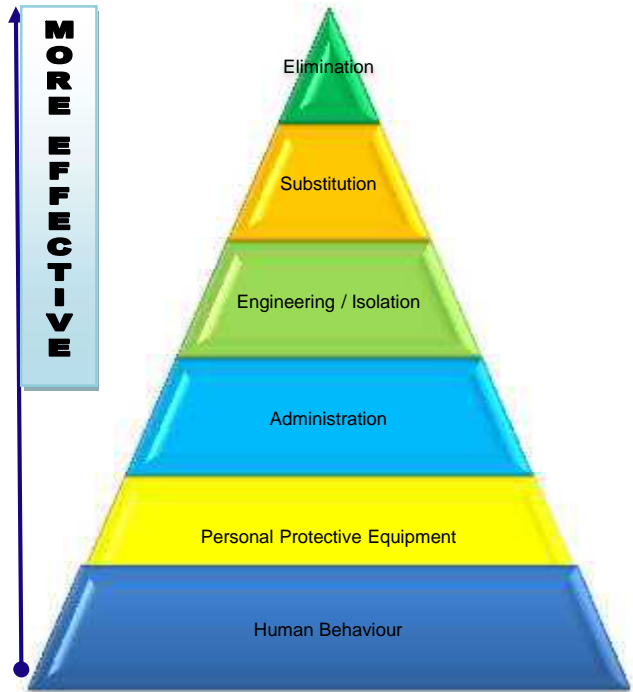 MORE EFFECTIVE
Elimination
Substitution
Engineering / Isolation
Administration
Personal Protective Equipment
Human Behaviour